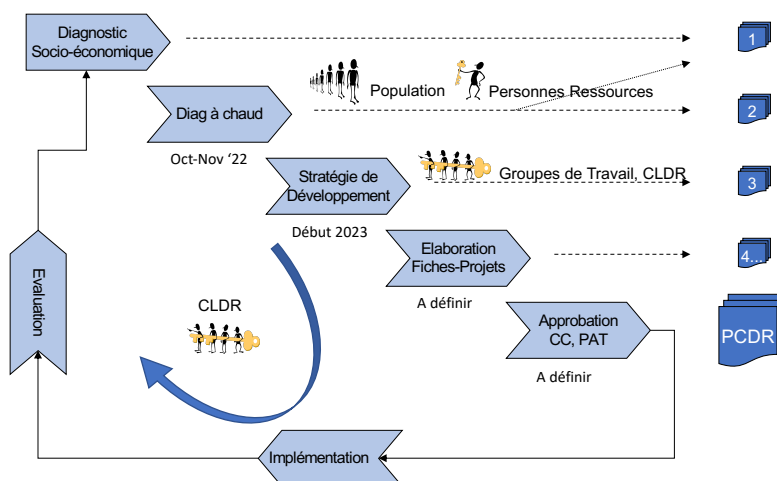 Diagnostic
Socio-économique
1
Population
Personnes Ressources
Diag à chaud
2
Oct-Nov ‘22
Groupes de Travail, CLDR
Stratégie de
Développement
3
Début 2023
Elaboration
Fiches-Projets
4...
A définir
Evaluation
CLDR
Approbation
CC, PAT
PCDR
A définir
Implémentation